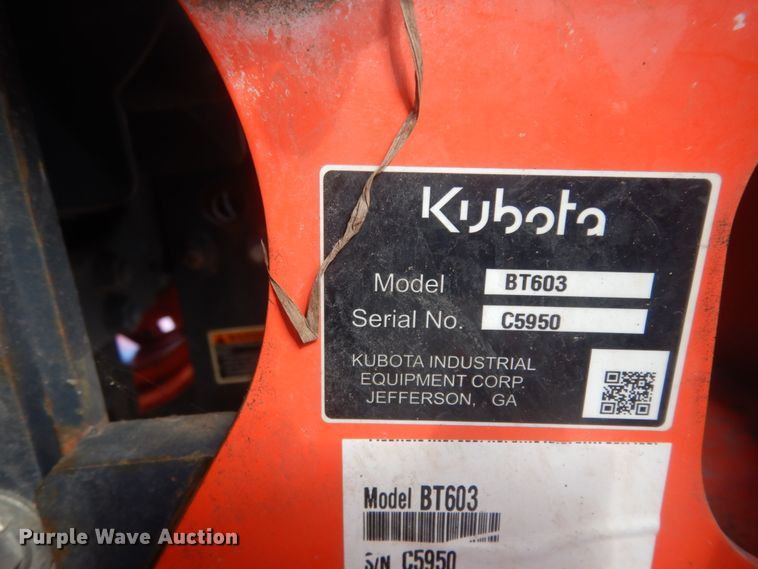 Kubota
Model BT603
Serial No. C5950
KUBOTA INDUSTRIAL
EQUIPMENT CORP.
JEFFERSON, GA
Model BT603
S/N C5950
Purple Wave Auction®